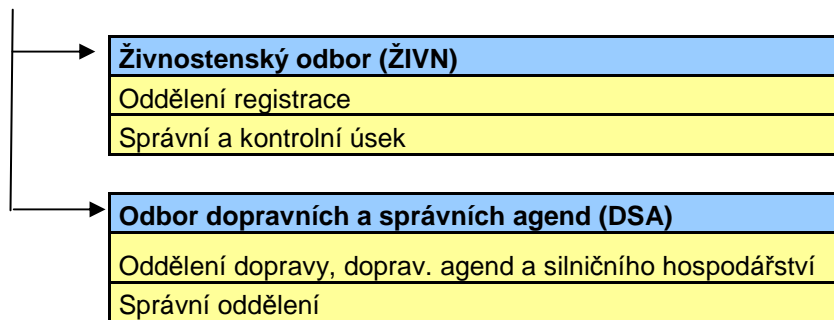 Živnostenský odbor (ŽIVN)
Oddělení registrace
Správní a kontrolní úsek
Odbor dopravních a správních agend (DSA)
Oddělení dopravy, doprav. agend a silničního hospodářství
Správní oddělení